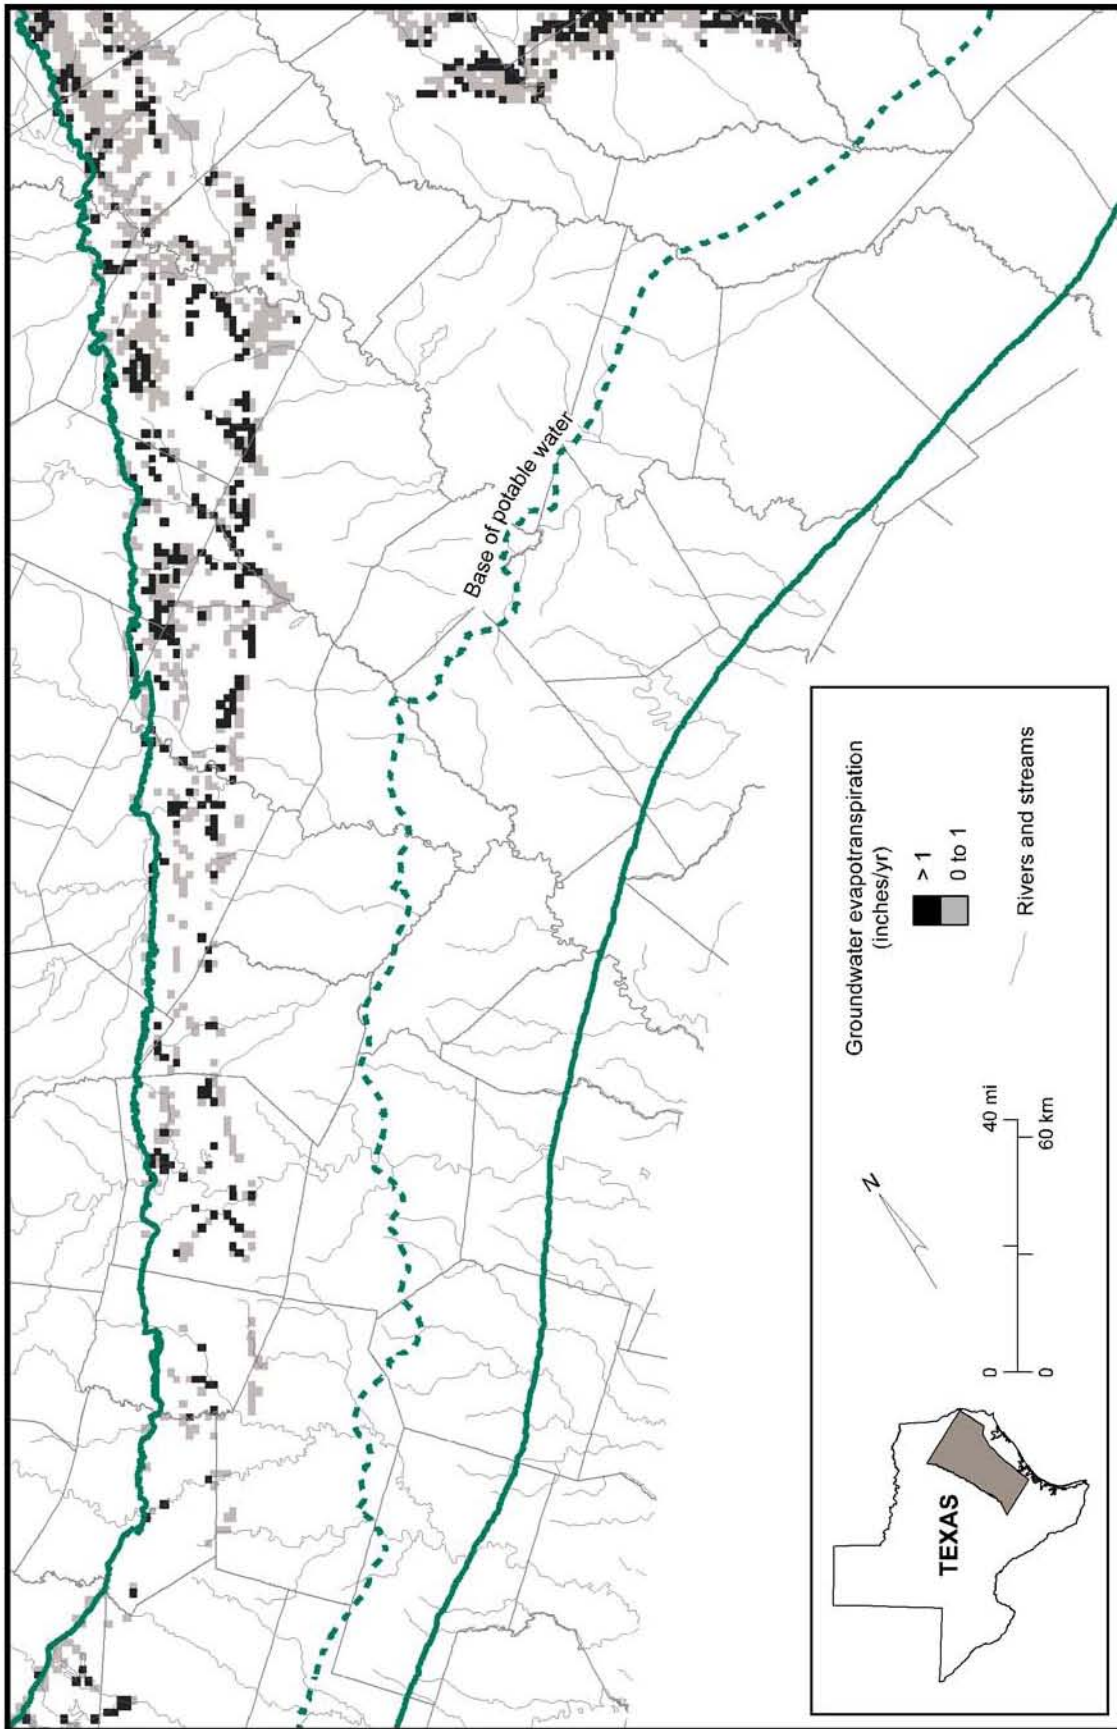 Base of potable water
Groundwater evapotranspiration
(inches/yr)
> 1
0 to 1
Rivers and streams
N
0
40 mi
0
60 km
TEXAS